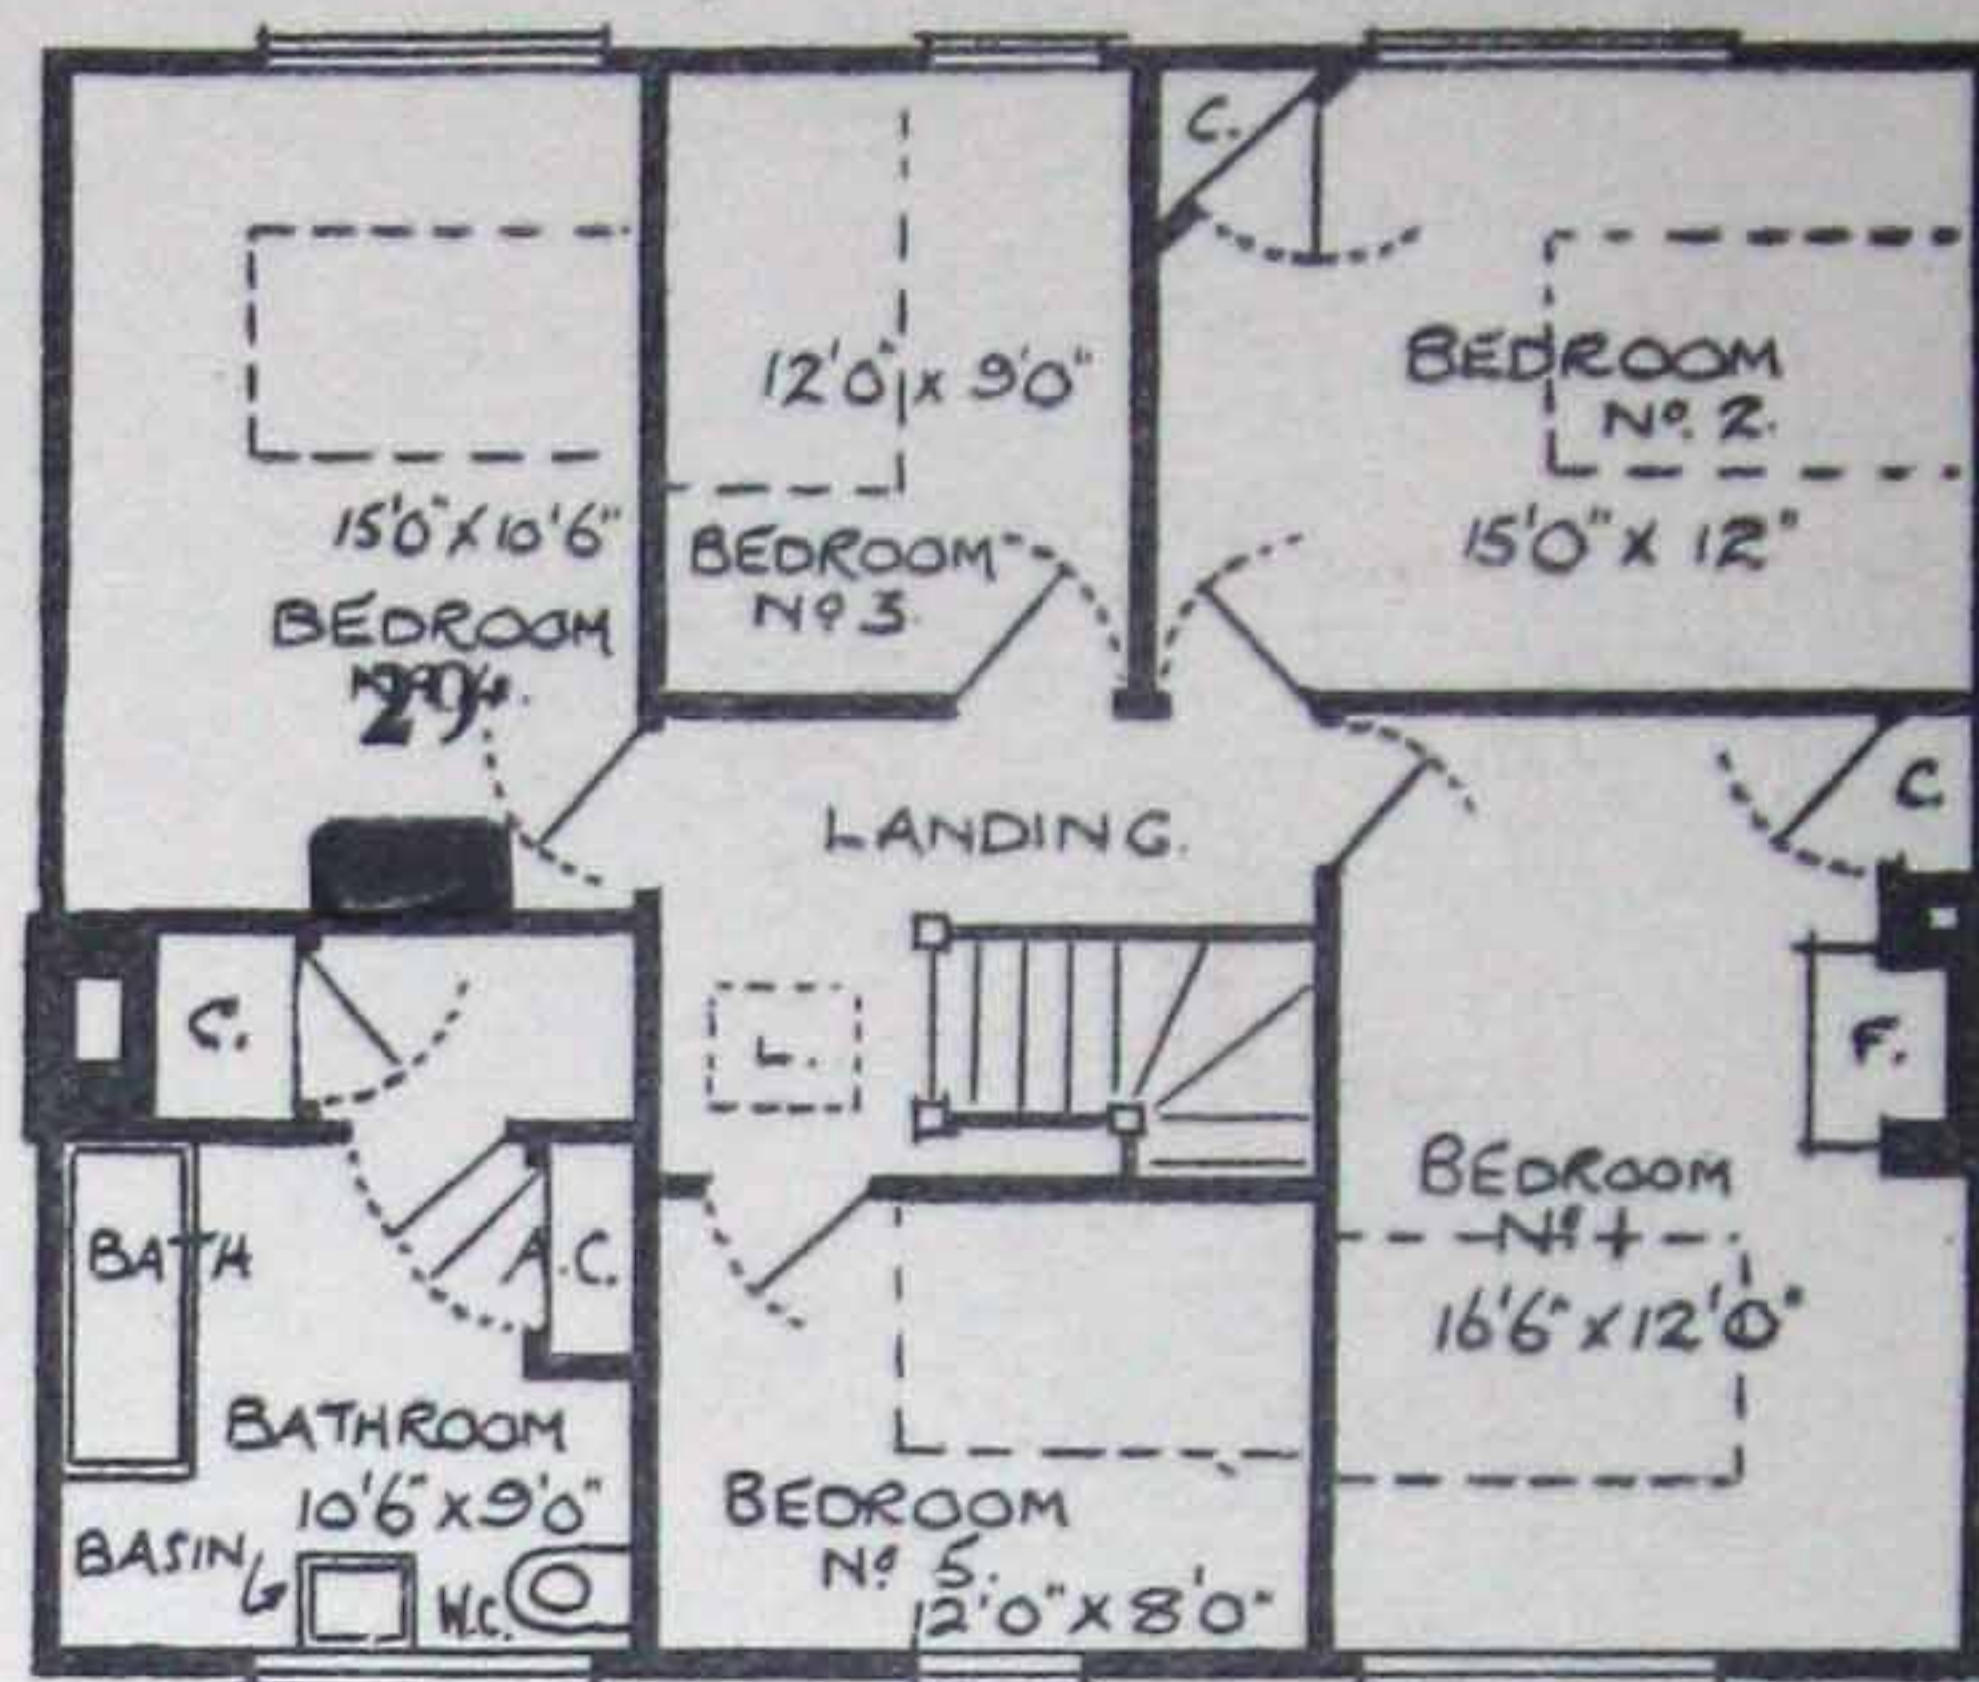 C.
12'0" x 9'0"
BEDROOM
Nº 3.
BEDROOM
Nº. 2.
15'0" X 12"
15'0" X 10'6"
BEDROOM
LANDING.
C.
C.
L.
F.
BATH
A.C.
BEDROOM
Nº 1
16'6" X 12'0"
BATHROOM
10'6" X 9'0"
BASIN
W.C.
BEDROOM
Nº 5.
12'0" X 8'0"